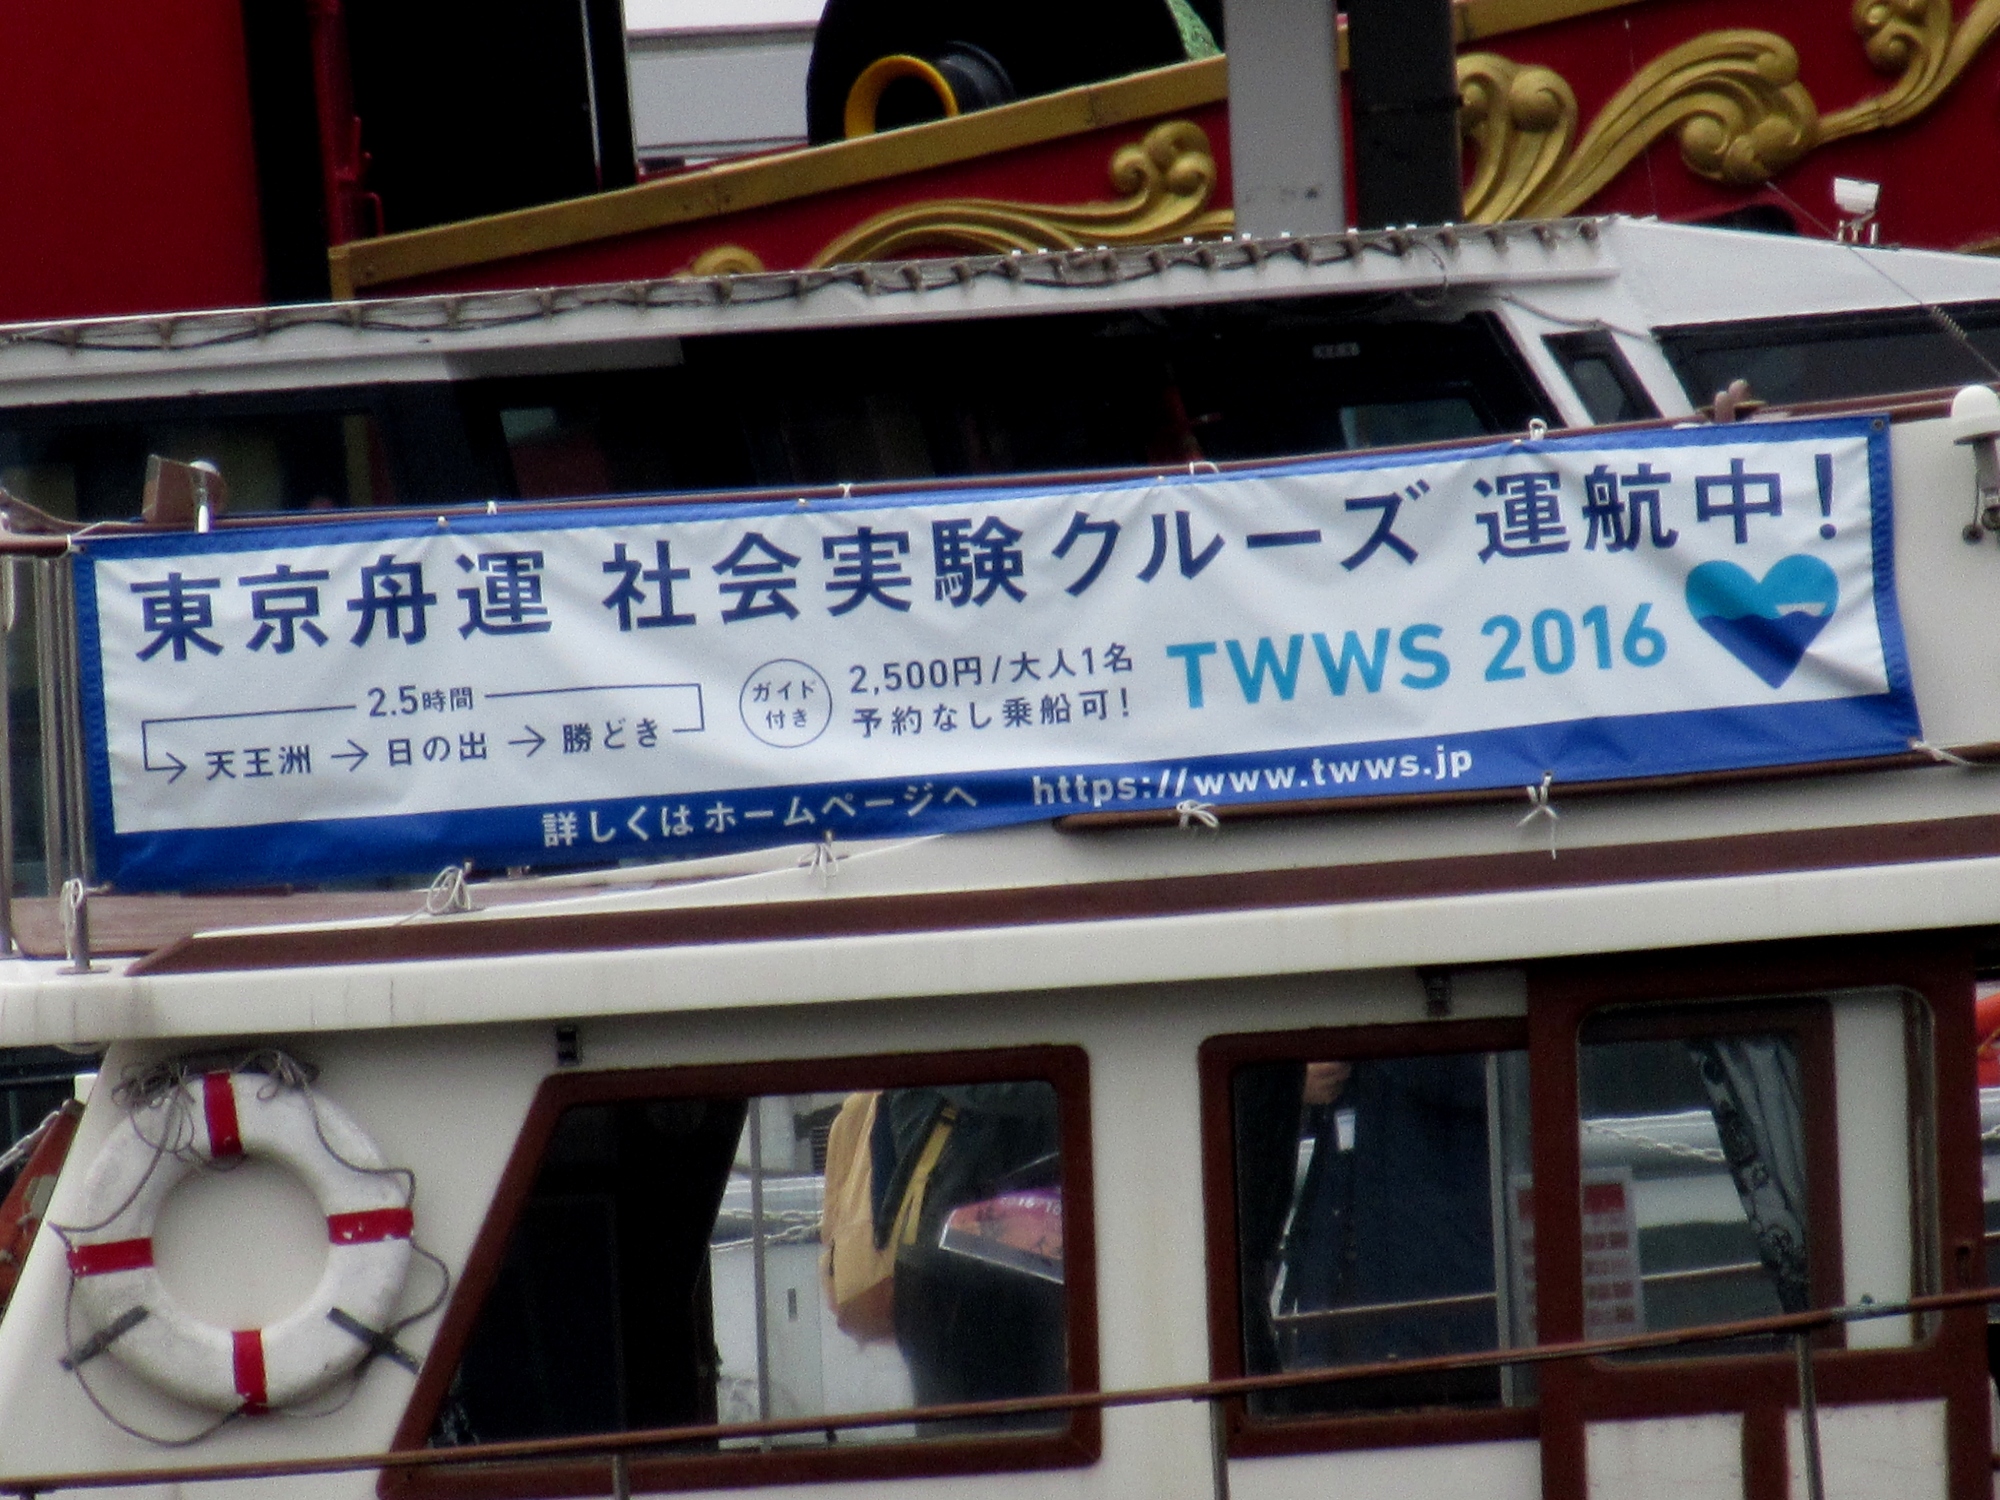 東京舟運 社会実験クルーズ 運航中!
2.5時間
天王洲 → 日の出 → 勝どき
ガイド
付き
2,500円/大人1名
予約なし乗船可!
TWWS 2016
詳しくはホームページへ https://www.twws.jp